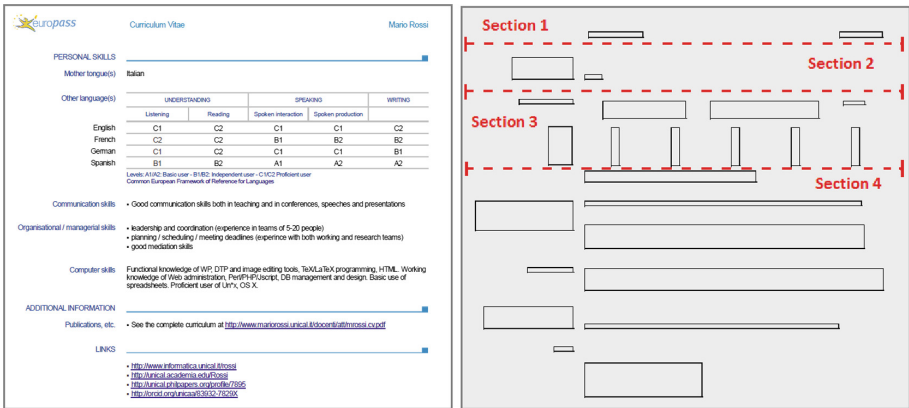 europass Curriculum Vitae Mario Rossi
PERSONAL SKILLS
Mother tongue(s) Italian
Other language(s) UNDERSTANDING SPEAKING WRITING
Listening Reading Spoken interaction Spoken production
English C1 C2 C1 C1 C2
French C2 C2 B1 B2 B2
German C1 C2 C1 C1 B1
Spanish B1 B2 A1 A2 A2
Levels: A1/A2: Basic user - B1/B2: Independent user - C1/C2 Proficient user
Common European Framework of Reference for Languages
Communication skills • Good communication skills both in teaching and in conferences, speeches and presentations
Organisational / managerial skills • leadership and coordination (experience in teams of 5-20 people)
• planning / scheduling / meeting deadlines (experince with both working and research teams)
• good mediation skills
Computer skills Functional knowledge of WP, DTP and image editing tools, TeX/LaTeX programming, HTML. Working
knowledge of Web administration, Perl/PHP/Jscript, DB management and design. Basic use of
spreadsheets. Proficient user of Un*x, OS X.
ADDITIONAL INFORMATION
Publications, etc. • See the complete curriculum at http://www.mariorossi.unical.it/docenti/att/mrossi.cv.pdf
LINKS
• http://www.informatica.unical.it/rossi
• http://unical.academia.edu/Rossi
• http://unical.philpapers.org/profile/7895
• http://orcid.org/unicaa/83932-7829X
Section 1
Section 2
Section 3
Section 4